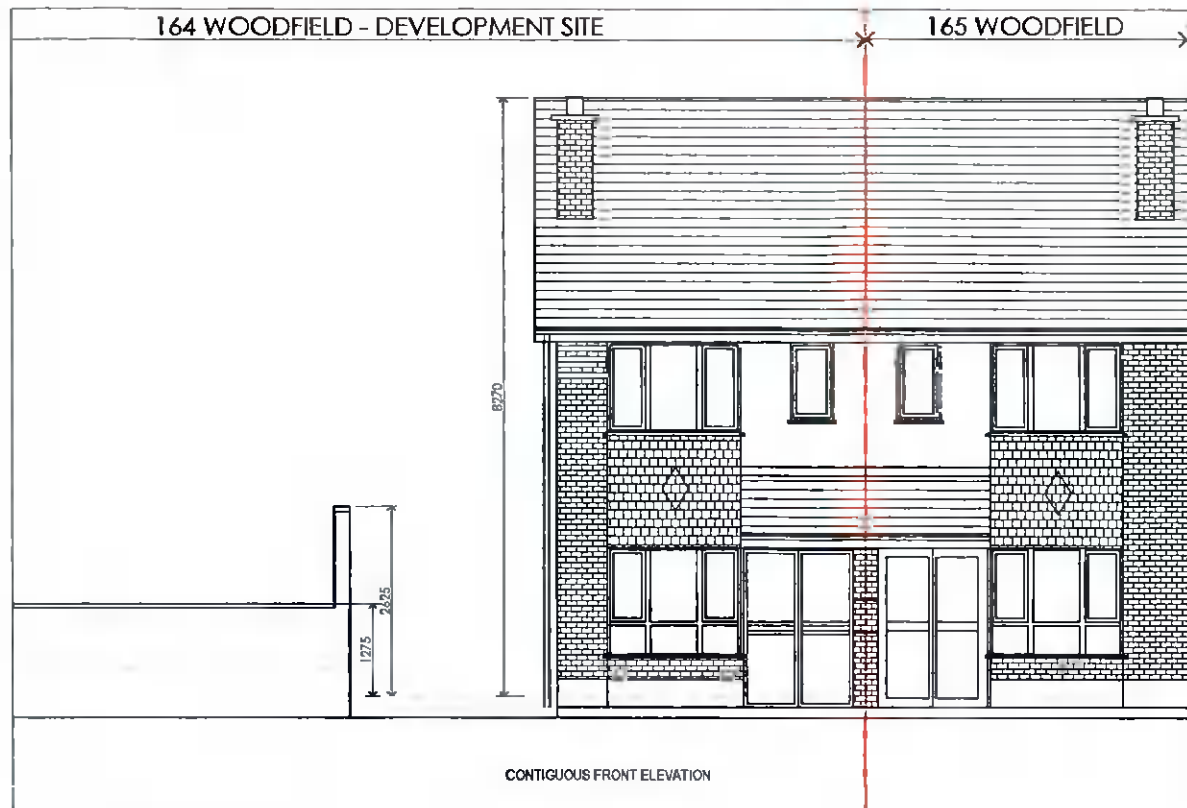 164 WOODFIELD - DEVELOPMENT SITE
165 WOODFIELD
8270
2625
1275
CONTIGUOUS FRONT ELEVATION